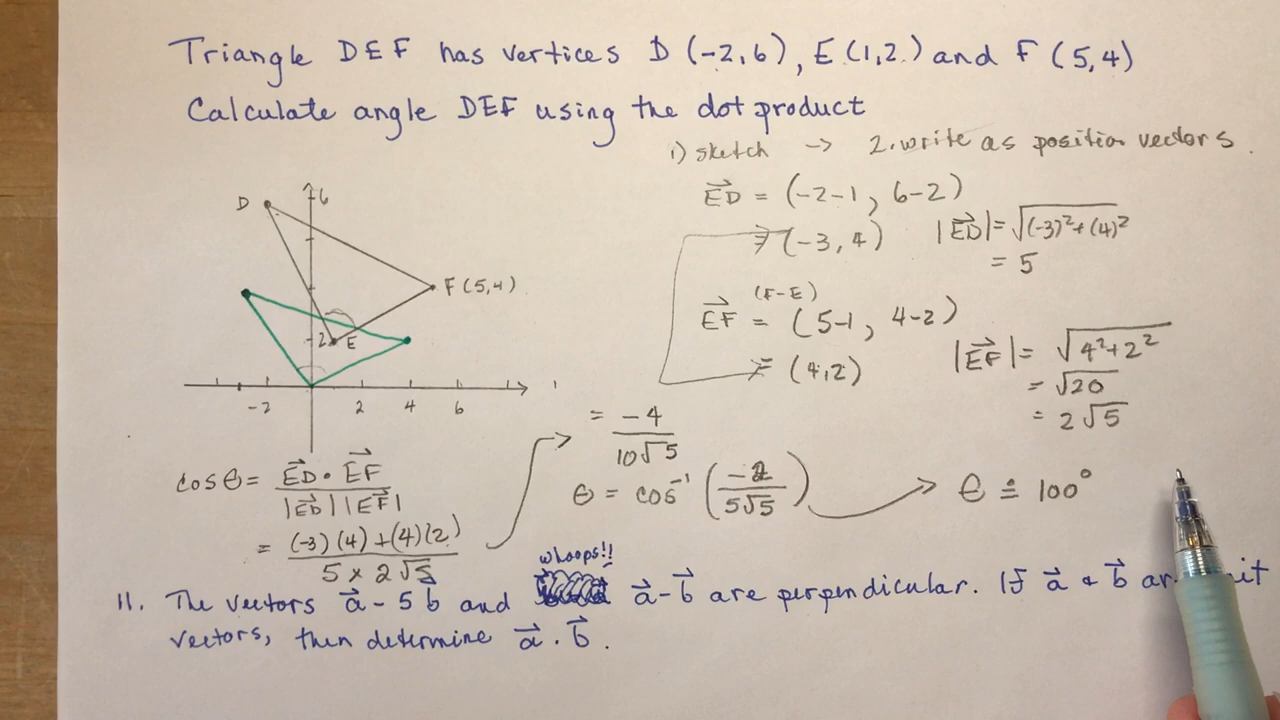 Triangle DEF has vertices D (-2,6), E (1,2) and F (5,4)
Calculate angle DEF using the dot product
1) sketch → 2. write as position vectors.
ED⃗ = (-2-1, 6-2)
= (-3, 4)
|ED⃗| = √(-3)²+(4)²
= 5
(F-E)
EF⃗ = (5-1, 4-2)
= (4,2)
|EF⃗| = √4²+2²
= √20
= 2√5
D
6
F (5,4)
2
E
-2 2 4 6
cos θ = ED⃗ • EF⃗ / |ED⃗| |EF⃗|
= (-3)(4)+(4)(2) / 5 × 2√5
= -4 / 10√5
θ = cos⁻¹ (-2 / 5√5)
θ ≐ 100°
whoops!!
11. The vectors a⃗ - 5b and a⃗ - b⃗ are perpendicular. If a⃗ & b⃗
vectors, then determine a⃗ . b⃗.